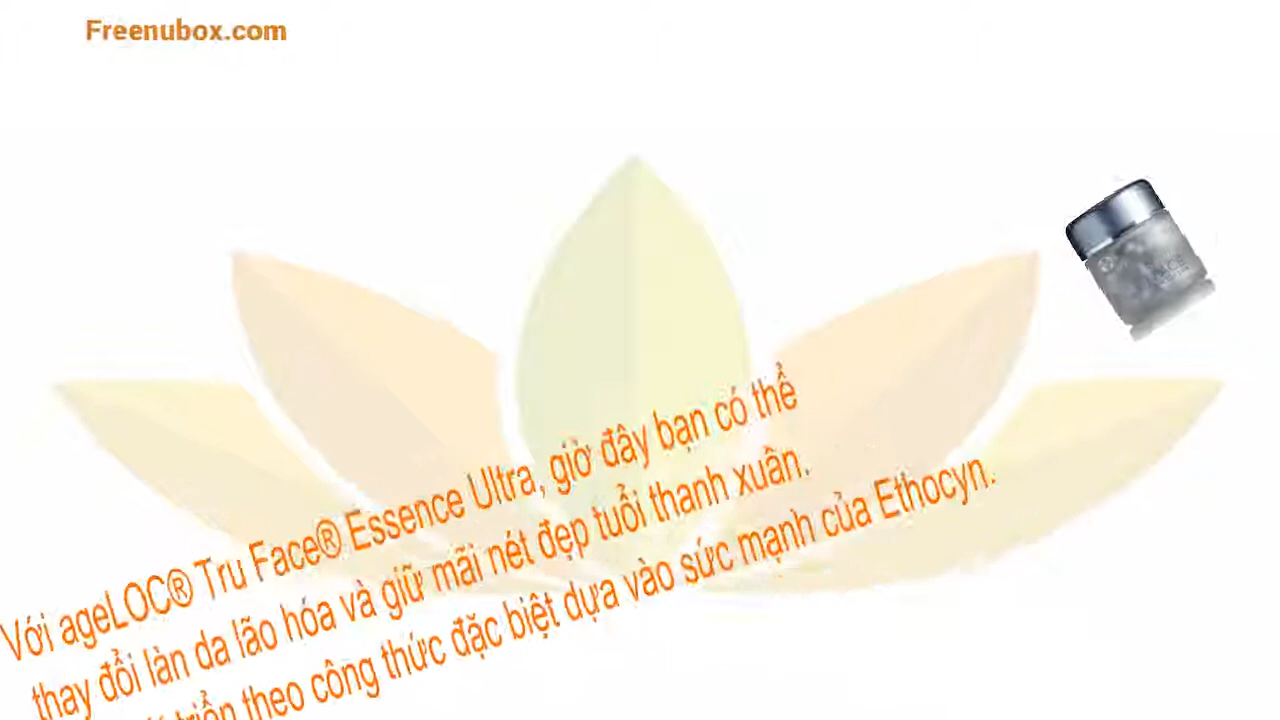 Freenubox.com
Với ageLOC® Tru Face® Essence Ultra, giờ đây bạn có thể
thay đổi làn da lão hóa và giữ mãi nét đẹp tuổi thanh xuân.
triển theo công thức đặc biệt dựa vào sức mạnh của Ethocyn.